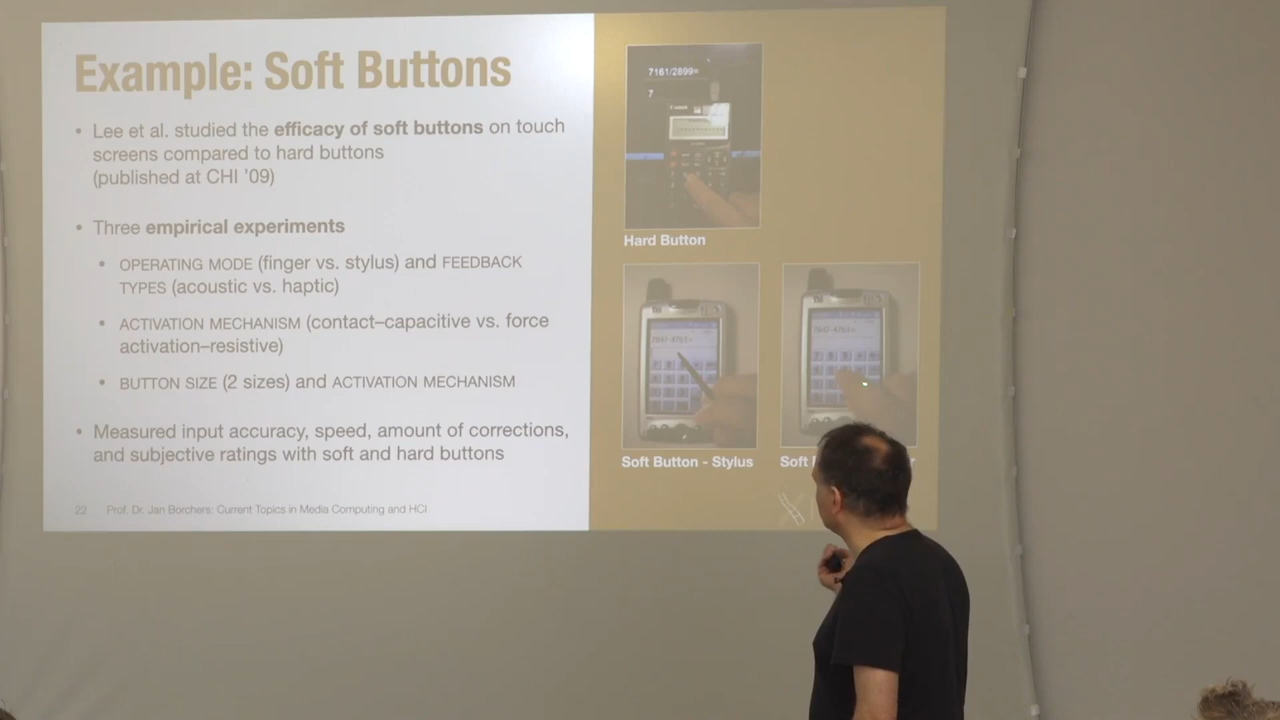 Example: Soft Buttons
• Lee et al. studied the efficacy of soft buttons on touch
screens compared to hard buttons
(published at CHI '09)
• Three empirical experiments
• OPERATING MODE (finger vs. stylus) and FEEDBACK
TYPES (acoustic vs. haptic)
• ACTIVATION MECHANISM (contact–capacitive vs. force
activation–resistive)
• BUTTON SIZE (2 sizes) and ACTIVATION MECHANISM
• Measured input accuracy, speed, amount of corrections,
and subjective ratings with soft and hard buttons
22 Prof. Dr. Jan Borchers: Current Topics in Media Computing and HCI
7161/2899=
7
Canon
Hard Button
Soft Button - Stylus
Soft